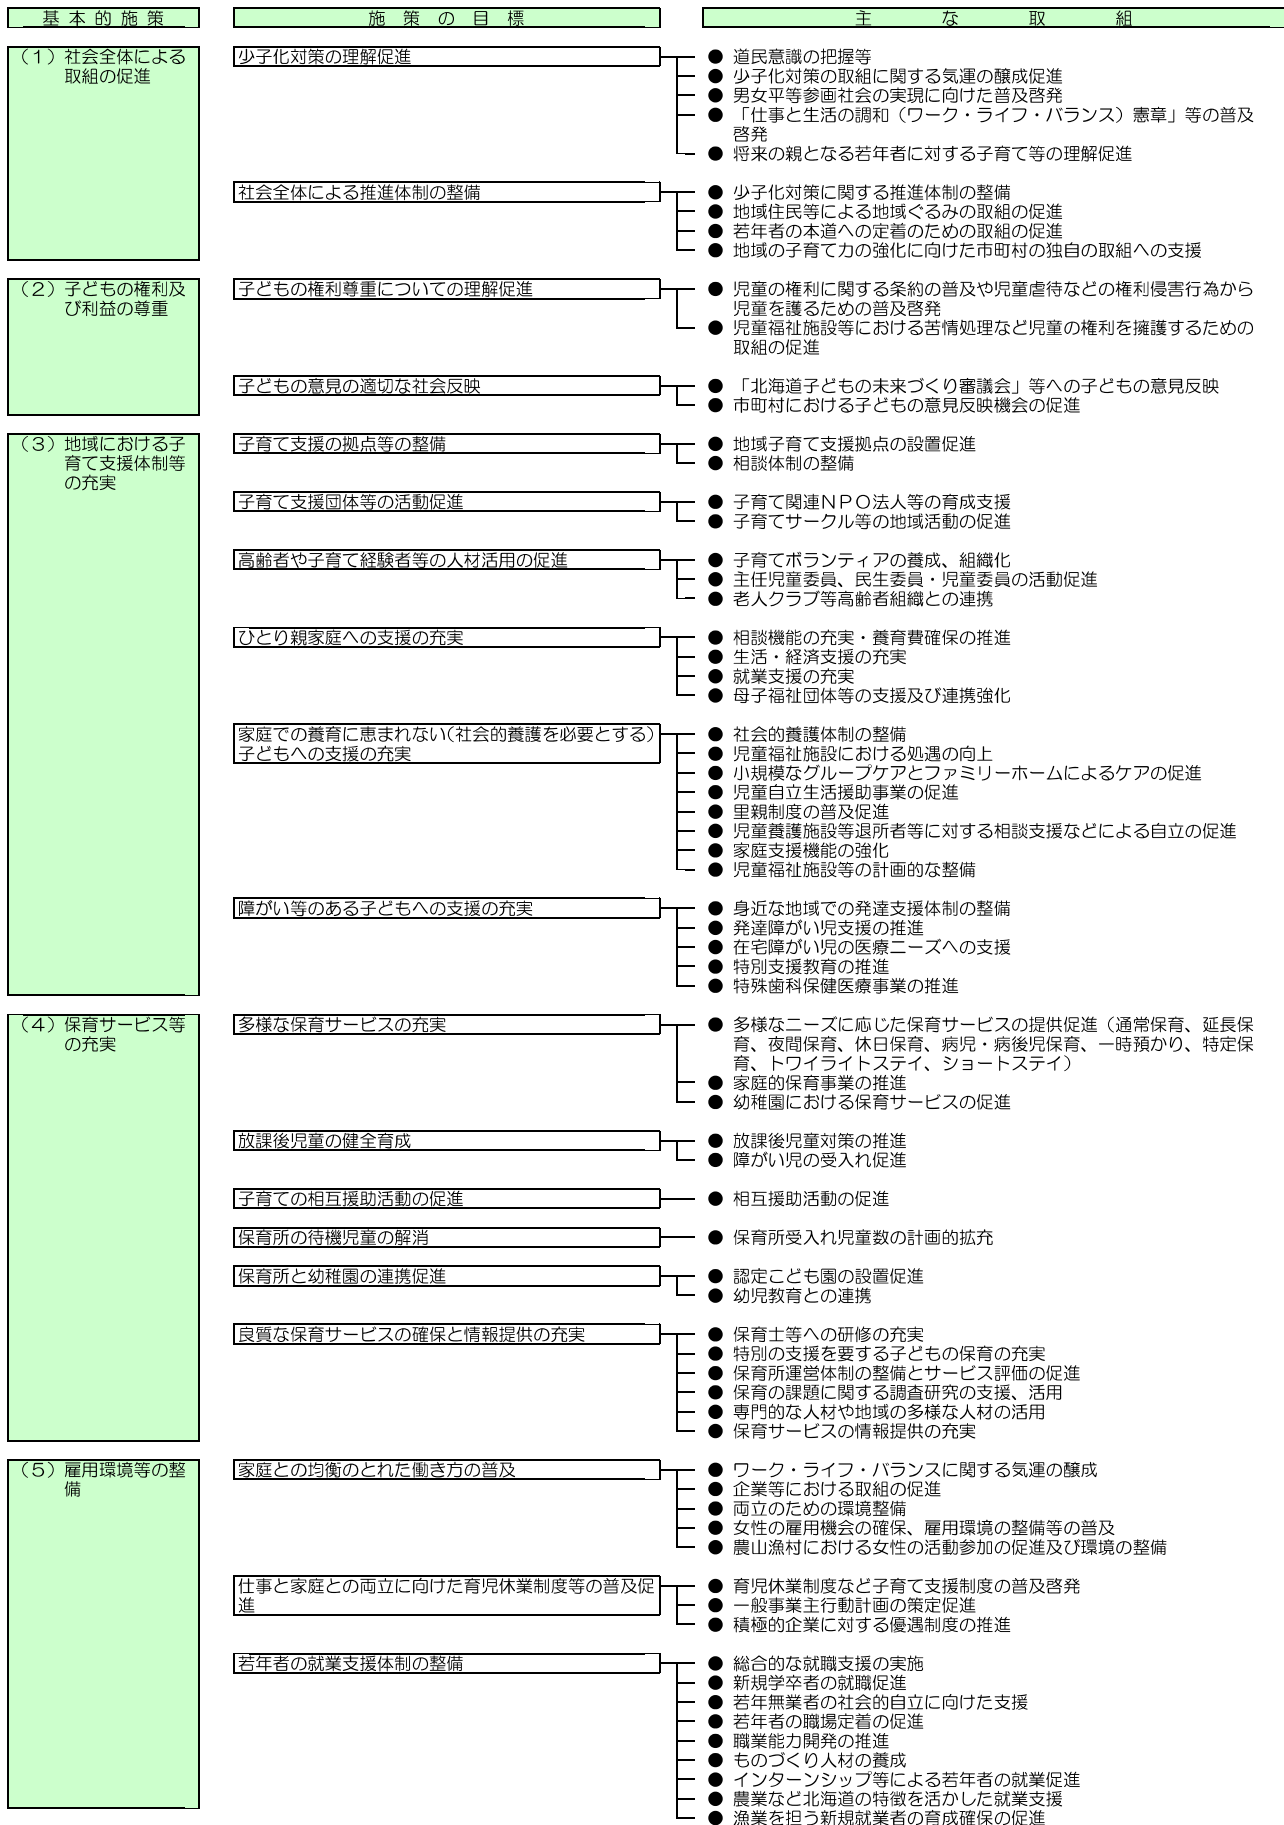 基本的施策
施策の目標
主な取組
（１）社会全体による
取組の促進
少子化対策の理解促進
● 道民意識の把握等
● 少子化対策の取組に関する気運の醸成促進
● 男女平等参画社会の実現に向けた普及啓発
● 「仕事と生活の調和（ワーク・ライフ・バランス）憲章」等の普及
啓発
● 将来の親となる若年者に対する子育て等の理解促進
社会全体による推進体制の整備
● 少子化対策に関する推進体制の整備
● 地域住民等による地域ぐるみの取組の促進
● 若年者の本道への定着のための取組の促進
● 地域の子育て力の強化に向けた市町村の独自の取組への支援
（２）子どもの権利及
び利益の尊重
子どもの権利尊重についての理解促進
● 児童の権利に関する条約の普及や児童虐待などの権利侵害行為から
児童を護るための普及啓発
● 児童福祉施設等における苦情処理など児童の権利を擁護するための
取組の促進
子どもの意見の適切な社会反映
● 「北海道子どもの未来づくり審議会」等への子どもの意見反映
● 市町村における子どもの意見反映機会の促進
（３）地域における子
育て支援体制等
の充実
子育て支援の拠点等の整備
● 地域子育て支援拠点の設置促進
● 相談体制の整備
子育て支援団体等の活動促進
● 子育て関連ＮＰＯ法人等の育成支援
● 子育てサークル等の地域活動の促進
高齢者や子育て経験者等の人材活用の促進
● 子育てボランティアの養成、組織化
● 主任児童委員、民生委員・児童委員の活動促進
● 老人クラブ等高齢者組織との連携
ひとり親家庭への支援の充実
● 相談機能の充実・養育費確保の推進
● 生活・経済支援の充実
● 就業支援の充実
● 母子福祉団体等の支援及び連携強化
家庭での養育に恵まれない（社会的養護を必要とする）
子どもへの支援の充実
● 社会的養護体制の整備
● 児童福祉施設における処遇の向上
● 小規模なグループケアとファミリーホームによるケアの促進
● 児童自立生活援助事業の促進
● 里親制度の普及促進
● 児童養護施設等退所者等に対する相談支援などによる自立の促進
● 家庭支援機能の強化
● 児童福祉施設等の計画的な整備
障がい等のある子どもへの支援の充実
● 身近な地域での発達支援体制の整備
● 発達障がい児支援の推進
● 在宅障がい児の医療ニーズへの支援
● 特別支援教育の推進
● 特殊歯科保健医療事業の推進
（４）保育サービス等
の充実
多様な保育サービスの充実
● 多様なニーズに応じた保育サービスの提供促進（通常保育、延長保
育、夜間保育、休日保育、病児・病後児保育、一時預かり、特定保
育、トワイライトステイ、ショートステイ）
● 家庭的保育事業の推進
● 幼稚園における保育サービスの促進
放課後児童の健全育成
● 放課後児童対策の推進
● 障がい児の受入れ促進
子育ての相互援助活動の促進
● 相互援助活動の促進
保育所の待機児童の解消
● 保育所受入れ児童数の計画的拡充
保育所と幼稚園の連携促進
● 認定こども園の設置促進
● 幼児教育との連携
良質な保育サービスの確保と情報提供の充実
● 保育士等への研修の充実
● 特別の支援を要する子どもの保育の充実
● 保育所運営体制の整備とサービス評価の促進
● 保育の課題に関する調査研究の支援、活用
● 専門的な人材や地域の多様な人材の活用
● 保育サービスの情報提供の充実
（５）雇用環境等の整
備
家庭との均衡のとれた働き方の普及
● ワーク・ライフ・バランスに関する気運の醸成
● 企業等における取組の促進
● 両立のための環境整備
● 女性の雇用機会の確保、雇用環境の整備等の普及
● 農山漁村における女性の活動参加の促進及び環境の整備
仕事と家庭との両立に向けた育児休業制度等の普及促
進
● 育児休業制度など子育て支援制度の普及啓発
● 一般事業主行動計画の策定促進
● 積極的企業に対する優遇制度の推進
若年者の就業支援体制の整備
● 総合的な就職支援の実施
● 新規学卒者の就職促進
● 若年無業者の社会的自立に向けた支援
● 若年者の職場定着の促進
● 職業能力開発の推進
● ものづくり人材の養成
● インターンシップ等による若年者の就業促進
● 農業など北海道の特徴を活かした就業支援
● 漁業を担う新規就業者の育成確保の促進